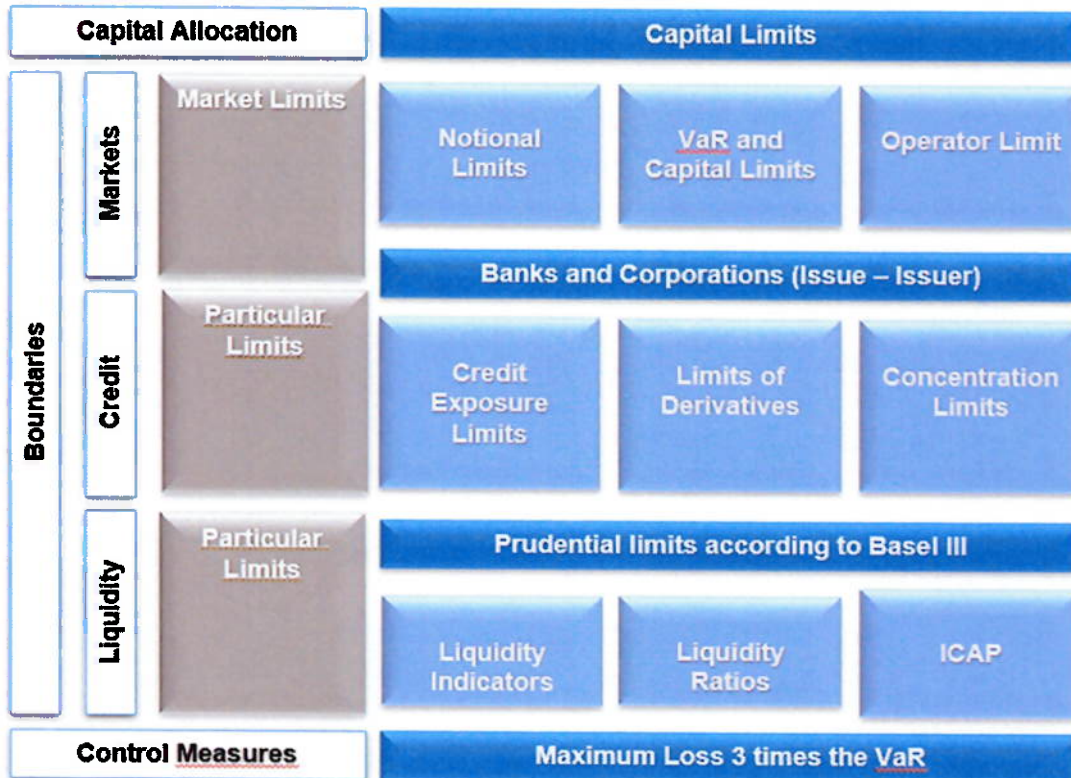 Capital Allocation
Capital Limits
Boundaries
Markets
Market Limits
Notional
Limits
VaR and
Capital Limits
Operator Limit
Banks and Corporations (Issue – Issuer)
Credit
Particular
Limits
Credit
Exposure
Limits
Limits of
Derivatives
Concentration
Limits
Prudential limits according to Basel III
Liquidity
Particular
Limits
Liquidity
Indicators
Liquidity
Ratios
ICAP
Control Measures
Maximum Loss 3 times the VaR